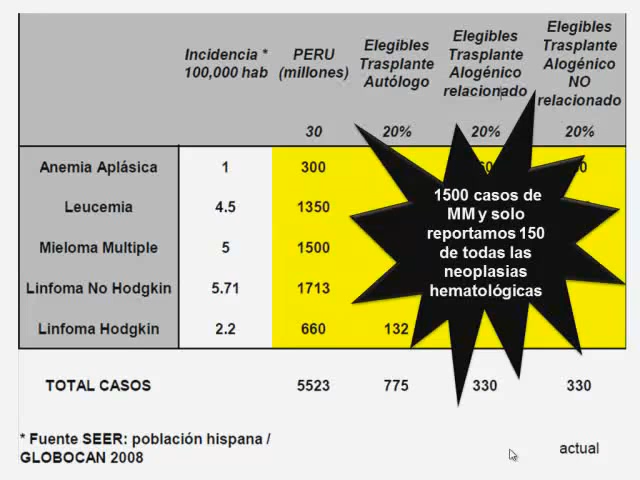 Incidencia *
100,000 hab
PERU
(millones)
Elegibles
Trasplante
Autólogo
Elegibles
Trasplante
Alogénico
relacionado
Elegibles
Trasplante
Alogénico
NO
relacionado
30 20% 20% 20%
Anemia Aplásica 1 300
Leucemia 4.5 1350
Mieloma Multiple 5 1500
Linfoma No Hodgkin 5.71 1713
Linfoma Hodgkin 2.2 660 132
1500 casos de
MM y solo
reportamos 150
de todas las
neoplasias
hematológicas
TOTAL CASOS 5523 775 330 330
* Fuente SEER: población hispana /
GLOBOCAN 2008
actual